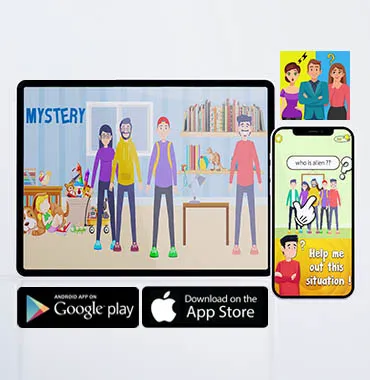 MYSTERY
z z
?
who is alien ??
?
Help me
out this
situation !
ANDROID APP ON
Google play
Download on the
App Store